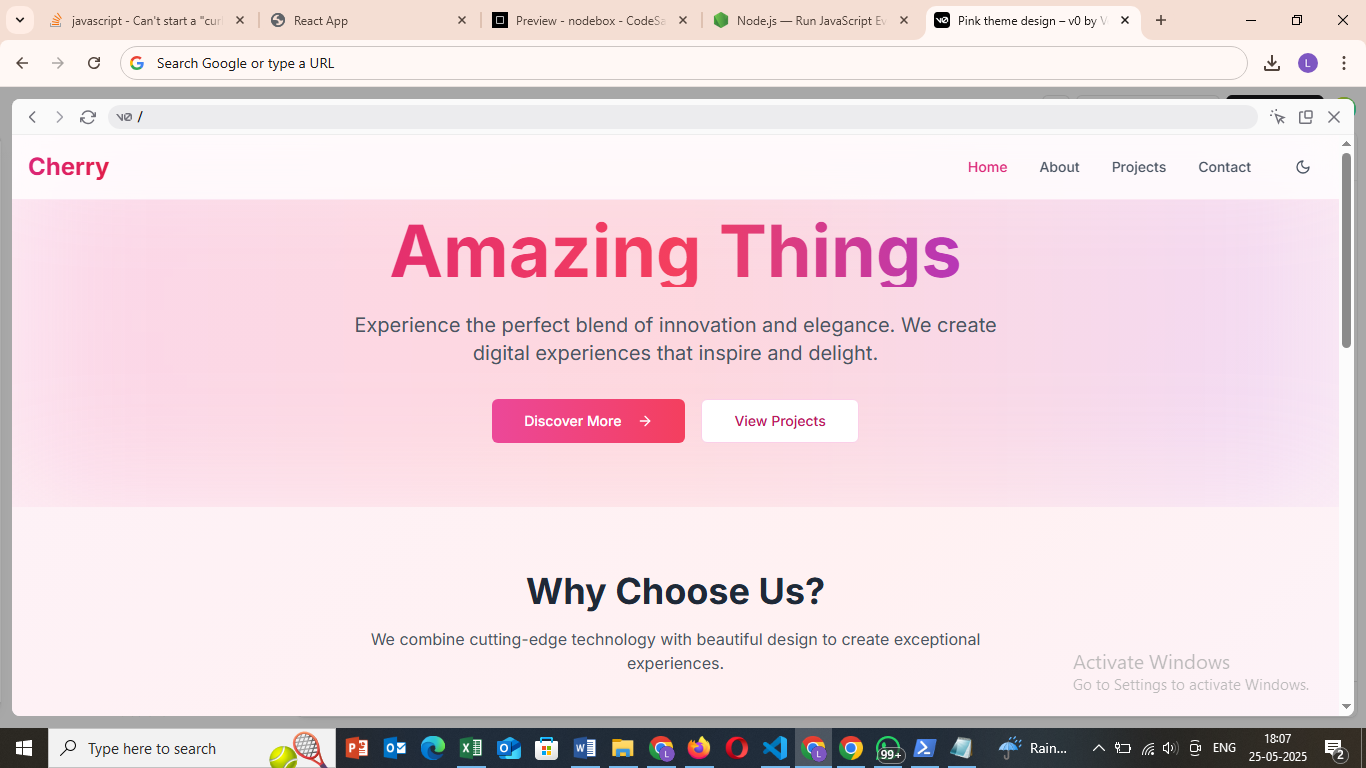 javascript - Can't start a "cur
React App
Preview - nodebox - CodeSa
Node.js — Run JavaScript Ev
Pink theme design – v0 by V
Search Google or type a URL
L
v0 /
Cherry
Home
About
Projects
Contact
Amazing Things
Experience the perfect blend of innovation and elegance. We create
digital experiences that inspire and delight.
Discover More
View Projects
Why Choose Us?
We combine cutting-edge technology with beautiful design to create exceptional
experiences.
Activate Windows
Go to Settings to activate Windows.
Type here to search
99+
Rain...
ENG
18:07
25-05-2025
2